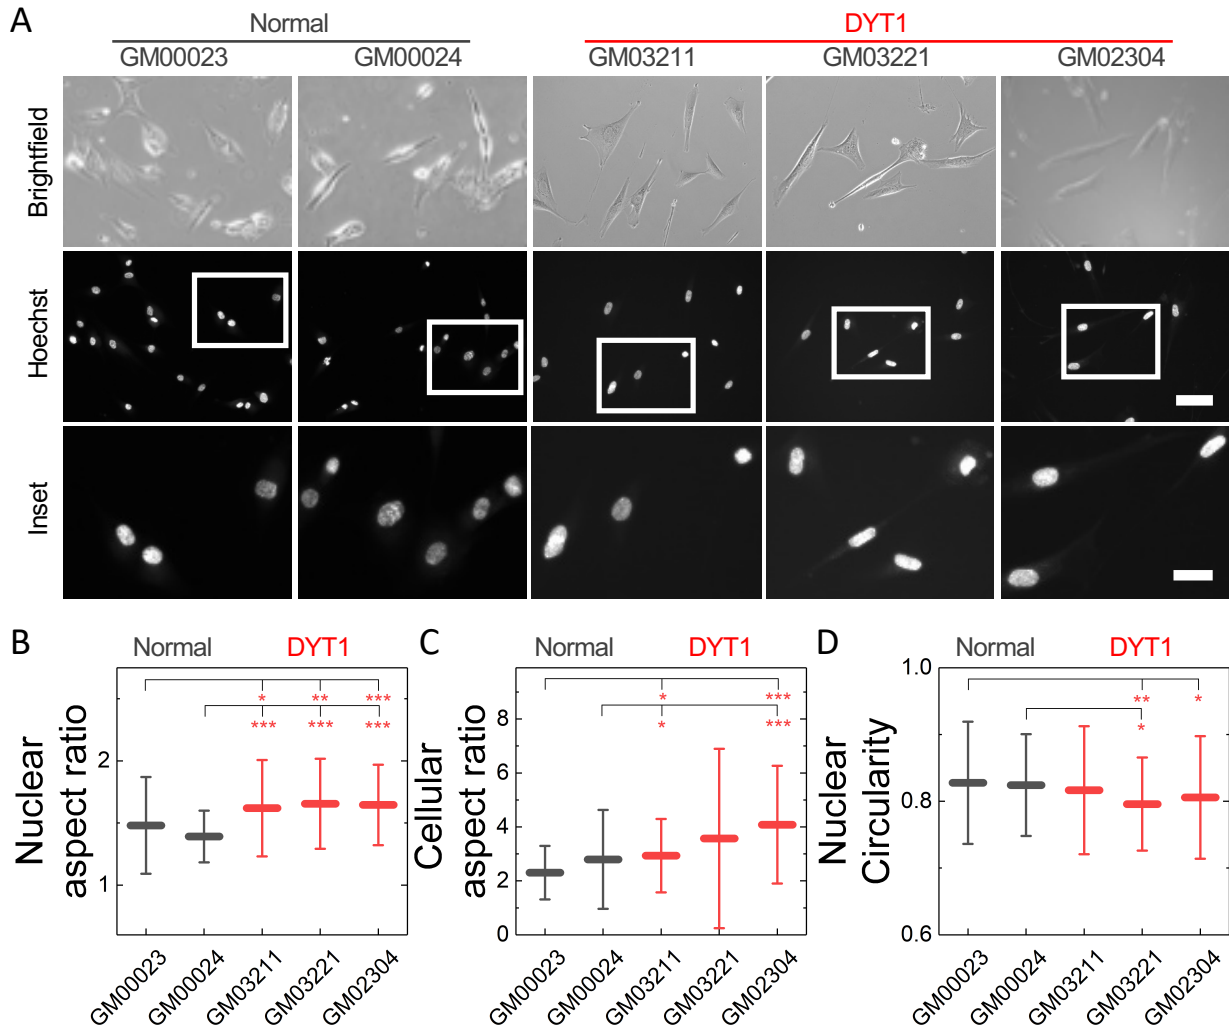 A
Normal
DYT1
GM00023
GM00024
GM03211
GM03221
GM02304
Brightfield
Hoechst
Inset
B
Normal
DYT1
Nuclear
aspect ratio
2
1
* ** ***
*** *** ***
GM00023
GM00024
GM03211
GM03221
GM02304
C
Normal
DYT1
Cellular
aspect ratio
8
6
4
2
0
* ***
* ***
GM00023
GM00024
GM03211
GM03221
GM02304
D
Normal
DYT1
Nuclear
Circularity
1.0
0.8
0.6
** *
*
GM00023
GM00024
GM03211
GM03221
GM02304